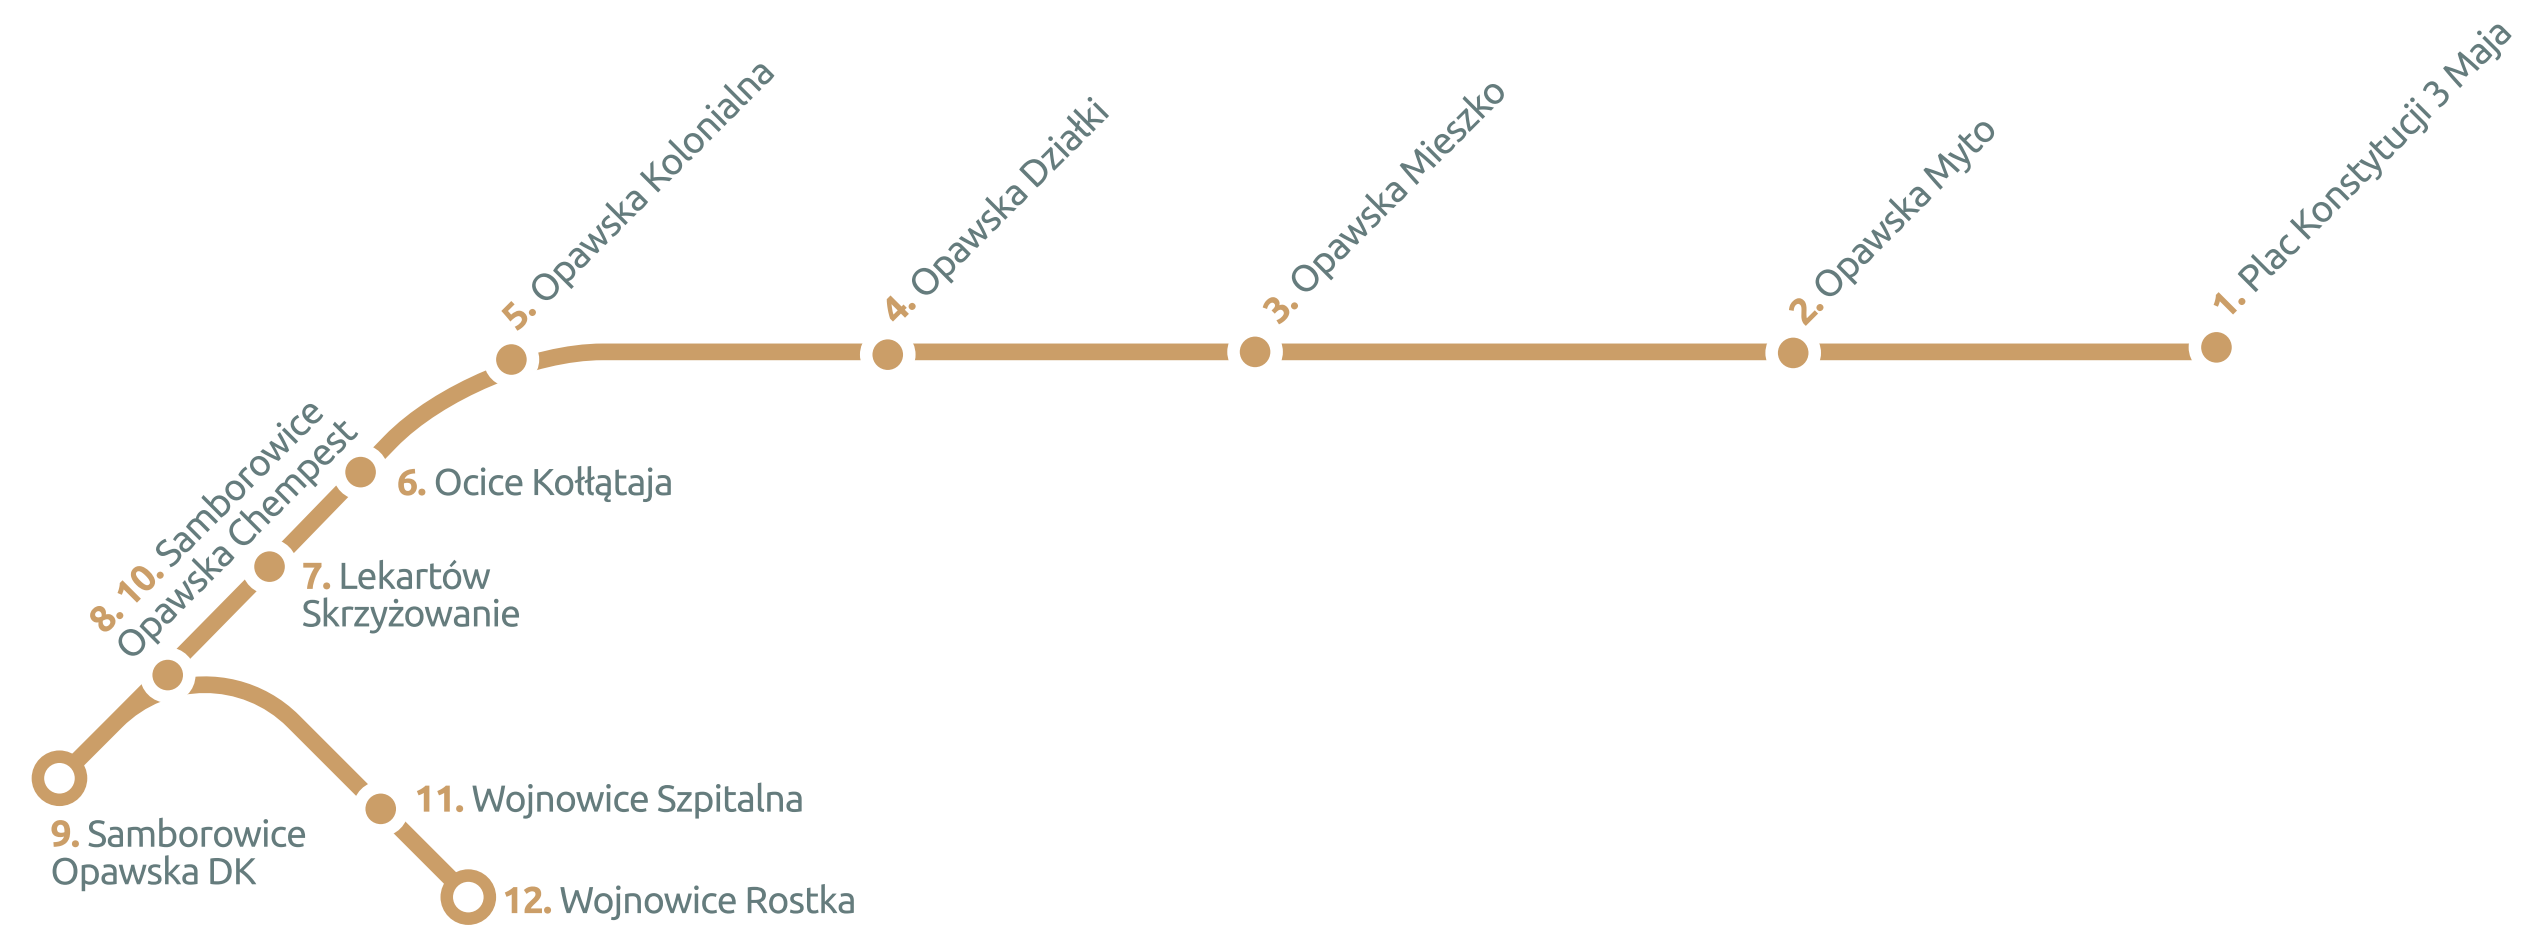 1. Plac Konstytucji 3 Maja
2. Opawska Myto
3. Opawska Mieszko
4. Opawska Działki
5. Opawska Kolonialna
6. Ocice Kołłątaja
7. Lekartów
Skrzyżowanie
8. 10. Samborowice
Opawska Chempest
9. Samborowice
Opawska DK
11. Wojnowice Szpitalna
12. Wojnowice Rostka